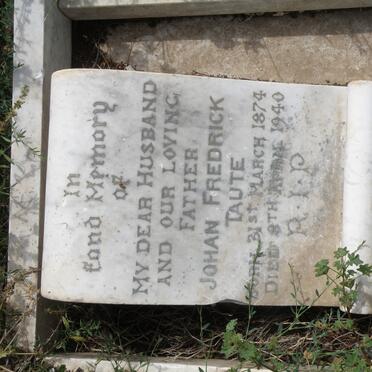 In
Fond Memory
of
MY DEAR HUSBAND
AND OUR LOVING
FATHER
JOHAN FREDRICK
TAUTE
BORN 31ST MARCH 1874
DIED 8TH APRIL 1940
R.I.P